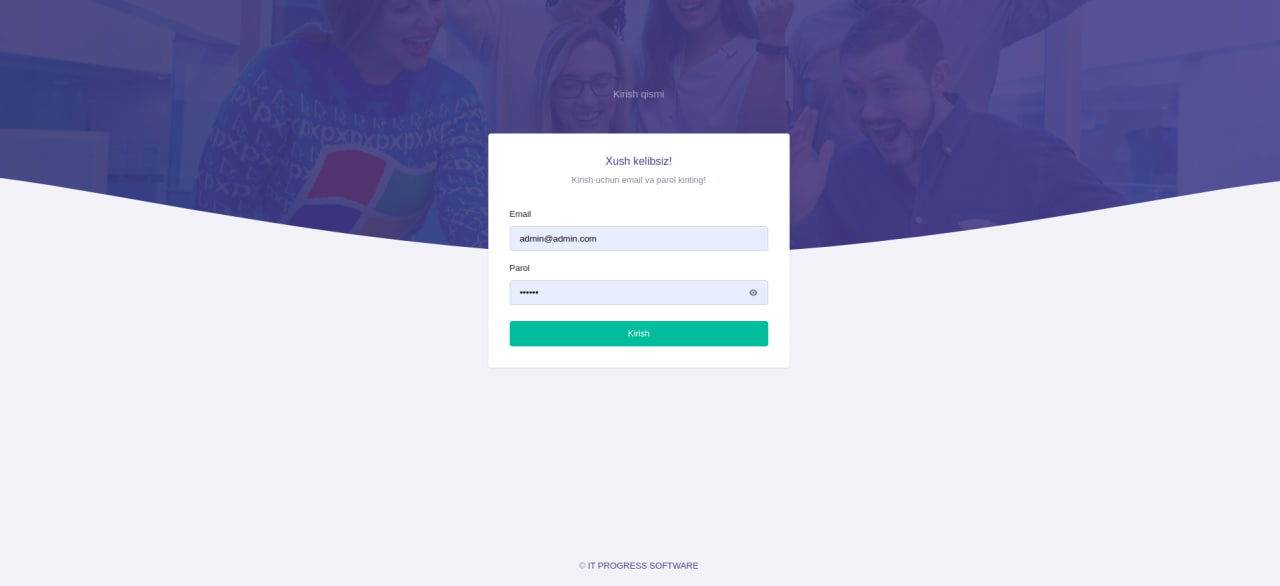 Kirish qismi
Xush kelibsiz!
Kirish uchun email va parol kiriting!
Email
admin@admin.com
Parol
••••••
Kirish
© IT PROGRESS SOFTWARE